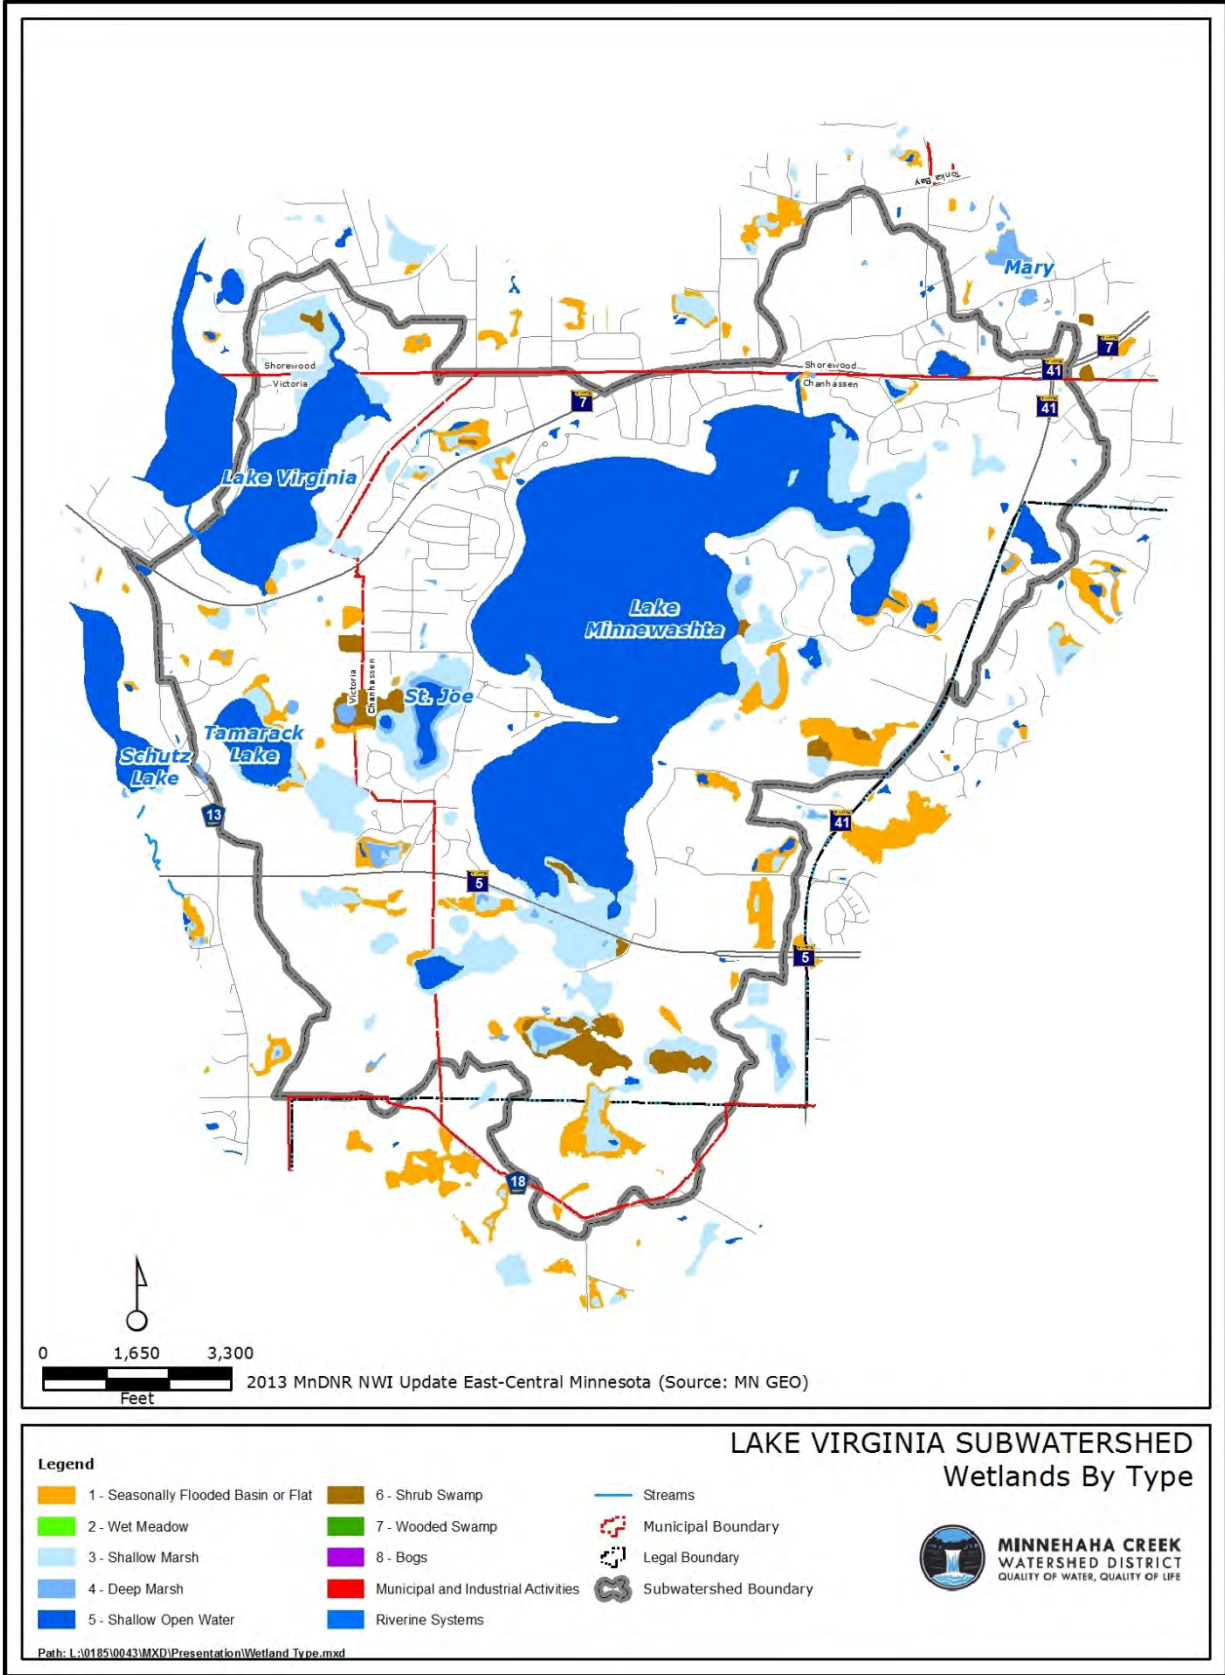 Tonka
Bay
Mary
7
Shorewood
Victoria
Shorewood
Chanhassen
41
7
41
Lake Virginia
Lake
Minnewashta
Victoria
Chanhassen
St. Joe
Tamarack
Lake
Schutz
Lake
13
41
5
5
18
0 1,650 3,300
Feet
2013 MnDNR NWI Update East-Central Minnesota (Source: MN GEO)
LAKE VIRGINIA SUBWATERSHED
Wetlands By Type
Legend
1 - Seasonally Flooded Basin or Flat
2 - Wet Meadow
3 - Shallow Marsh
4 - Deep Marsh
5 - Shallow Open Water
6 - Shrub Swamp
7 - Wooded Swamp
8 - Bogs
Municipal and Industrial Activities
Riverine Systems
Streams
Municipal Boundary
Legal Boundary
Subwatershed Boundary
MINNEHAHA CREEK
WATERSHED DISTRICT
QUALITY OF WATER, QUALITY OF LIFE
Path: L:\0185\0043\MXD\Presentation\Wetland Type.mxd